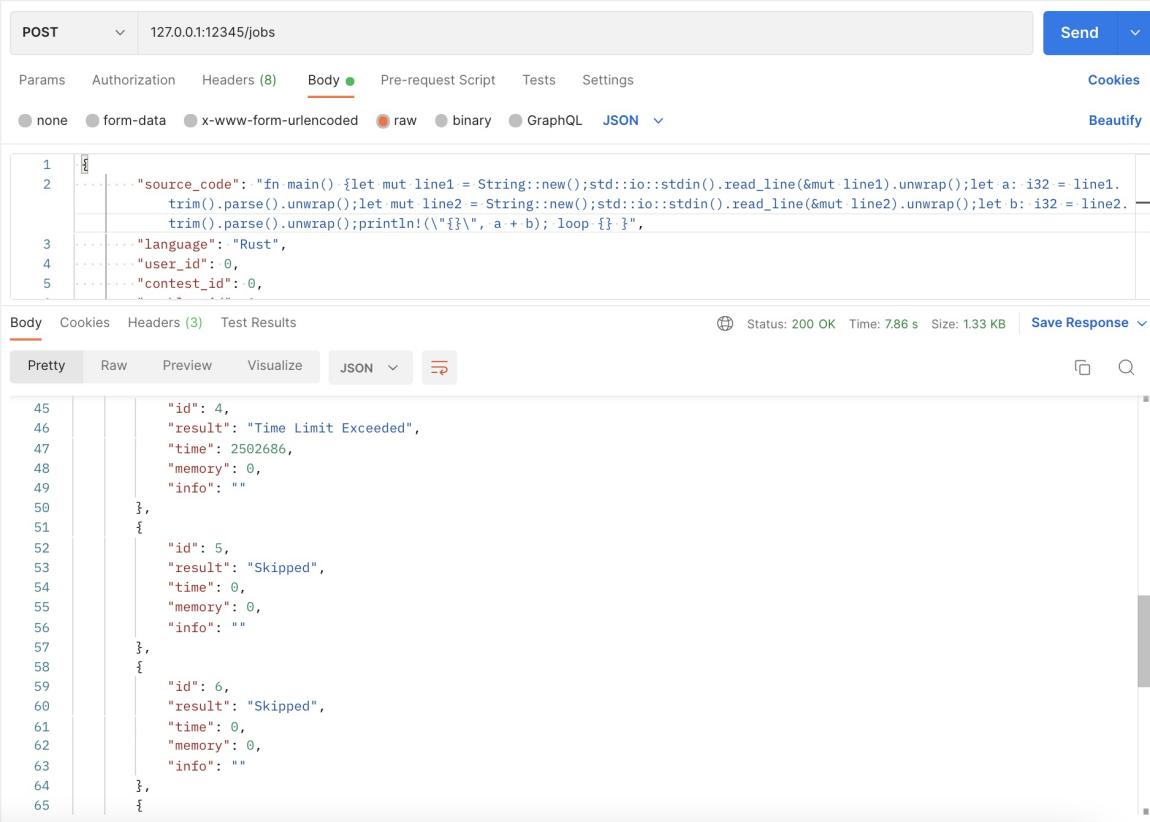 POST 127.0.0.1:12345/jobs Send
Params Authorization Headers (8) Body Pre-request Script Tests Settings Cookies
none form-data x-www-form-urlencoded raw binary GraphQL JSON Beautify
1 {
2 "source_code": "fn main() {let mut line1 = String::new();std::io::stdin().read_line(&mut line1).unwrap();let a: i32 = line1.
trim().parse().unwrap();let mut line2 = String::new();std::io::stdin().read_line(&mut line2).unwrap();let b: i32 = line2.
trim().parse().unwrap();println!(\"{}\", a + b); loop {} }",
3 "language": "Rust",
4 "user_id": 0,
5 "contest_id": 0,
Body Cookies Headers (3) Test Results Status: 200 OK Time: 7.86 s Size: 1.33 KB Save Response
Pretty Raw Preview Visualize JSON
45 "id": 4,
46 "result": "Time Limit Exceeded",
47 "time": 2502686,
48 "memory": 0,
49 "info": ""
50 },
51 {
52 "id": 5,
53 "result": "Skipped",
54 "time": 0,
55 "memory": 0,
56 "info": ""
57 },
58 {
59 "id": 6,
60 "result": "Skipped",
61 "time": 0,
62 "memory": 0,
63 "info": ""
64 },
65 {